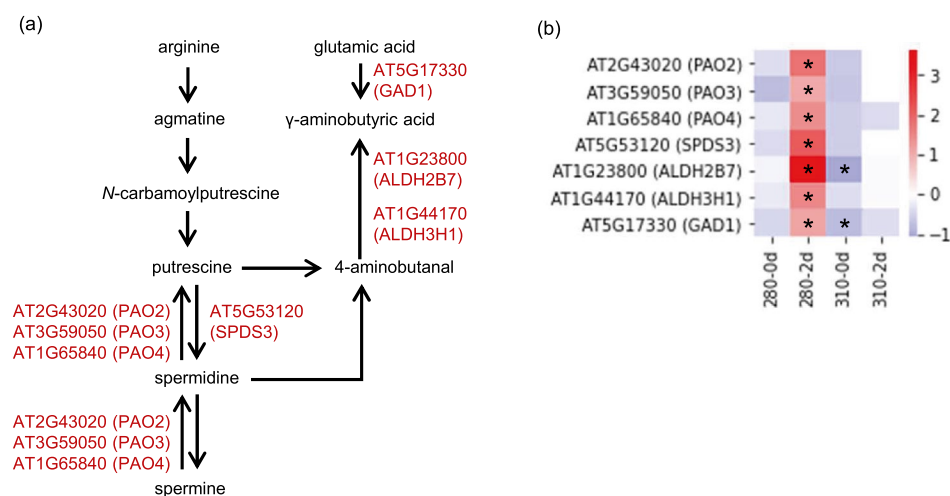 (a)
arginine
agmatine
N-carbamoylputrescine
putrescine
AT2G43020 (PAO2)
AT3G59050 (PAO3)
AT1G65840 (PAO4)
AT5G53120
(SPDS3)
spermidine
AT2G43020 (PAO2)
AT3G59050 (PAO3)
AT1G65840 (PAO4)
spermine
glutamic acid
AT5G17330
(GAD1)
γ-aminobutyric acid
AT1G23800
(ALDH2B7)
AT1G44170
(ALDH3H1)
4-aminobutanal
(b)
AT2G43020 (PAO2)
*
AT3G59050 (PAO3)
*
AT1G65840 (PAO4)
*
AT5G53120 (SPDS3)
*
AT1G23800 (ALDH2B7)
* *
AT1G44170 (ALDH3H1)
*
AT5G17330 (GAD1)
* *
280-0d
280-2d
310-0d
310-2d
3
2
1
0
−1